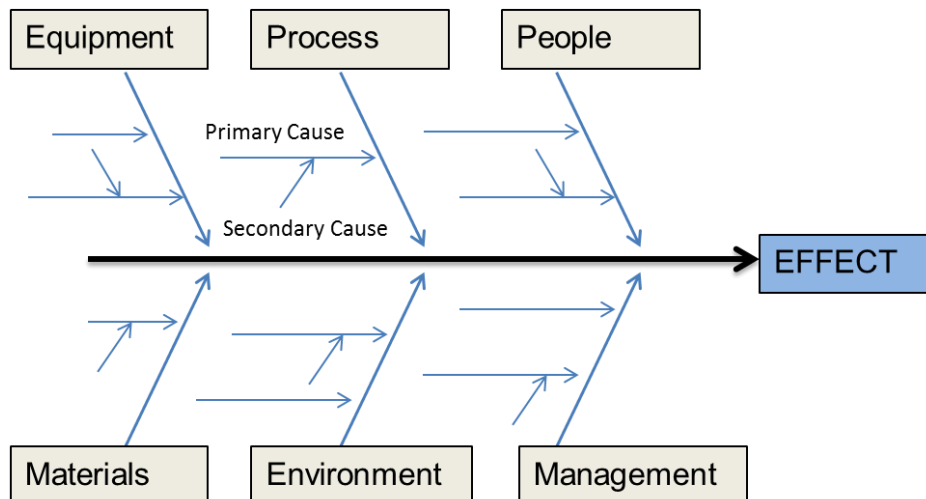 Equipment
Process
People
Primary Cause
Secondary Cause
EFFECT
Materials
Environment
Management